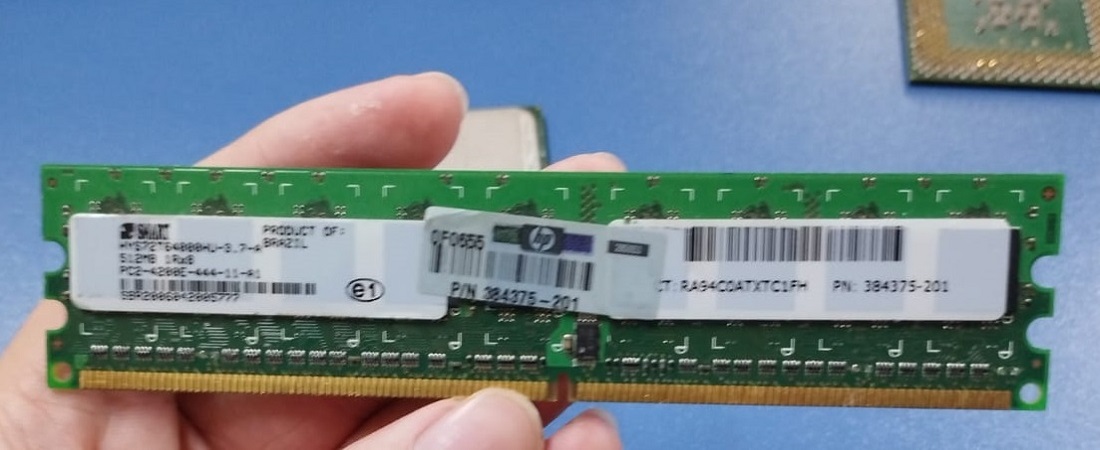 SMART
PRODUCT OF:
BRAZIL
HYS72T64000HU-3.7-A
512MB 1Rx8
PC2-4200E-444-11-A1
SBR2006042005777
e1
hp
P/N 384375-201
CT:RA94C0ATXTC1FH PN: 384375-201